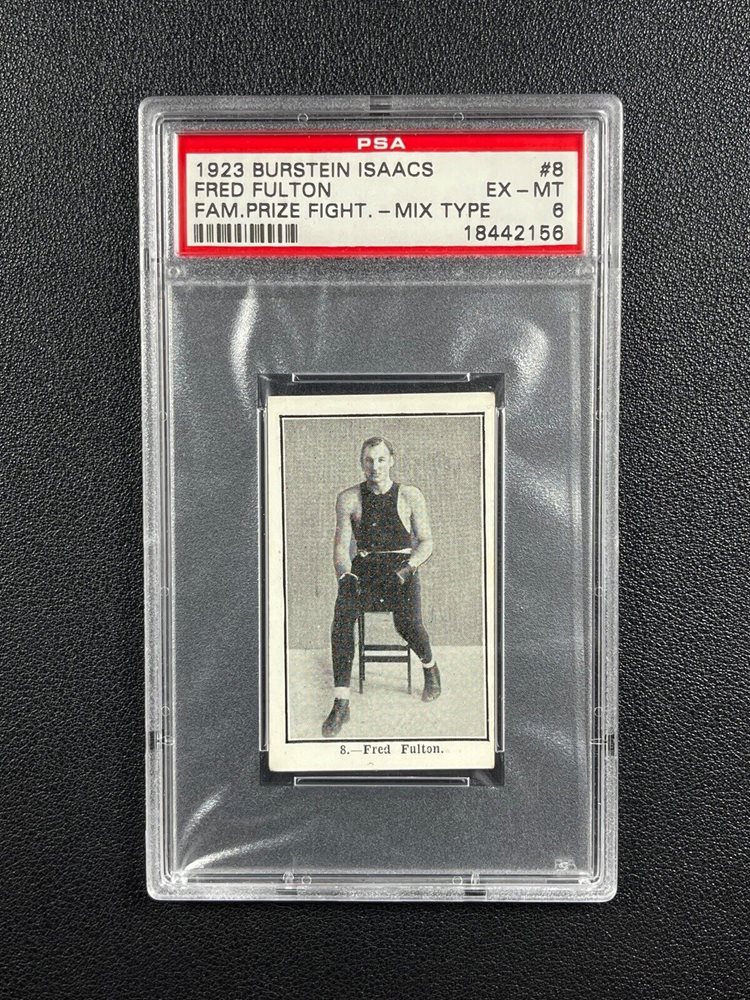 PSA
1923 BURSTEIN ISAACS #8
FRED FULTON EX - MT
FAM.PRIZE FIGHT. - MIX TYPE 6
18442156
8.—Fred Fulton.